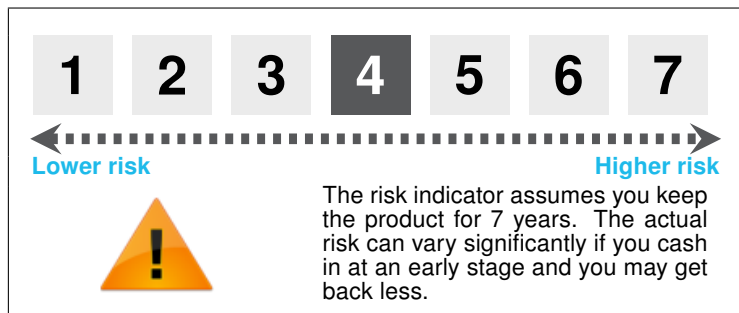 1 2 3 4 5 6 7
Lower risk Higher risk
!
The risk indicator assumes you keep
the product for 7 years. The actual
risk can vary significantly if you cash
in at an early stage and you may get
back less.